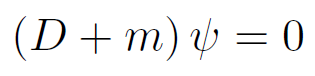 (D + m) ψ = 0